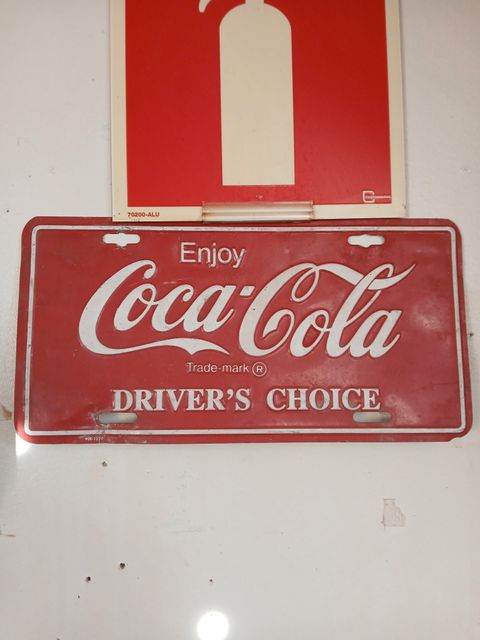 70200-ALU
Enjoy
Coca-Cola
Trade-mark ®
DRIVER'S CHOICE